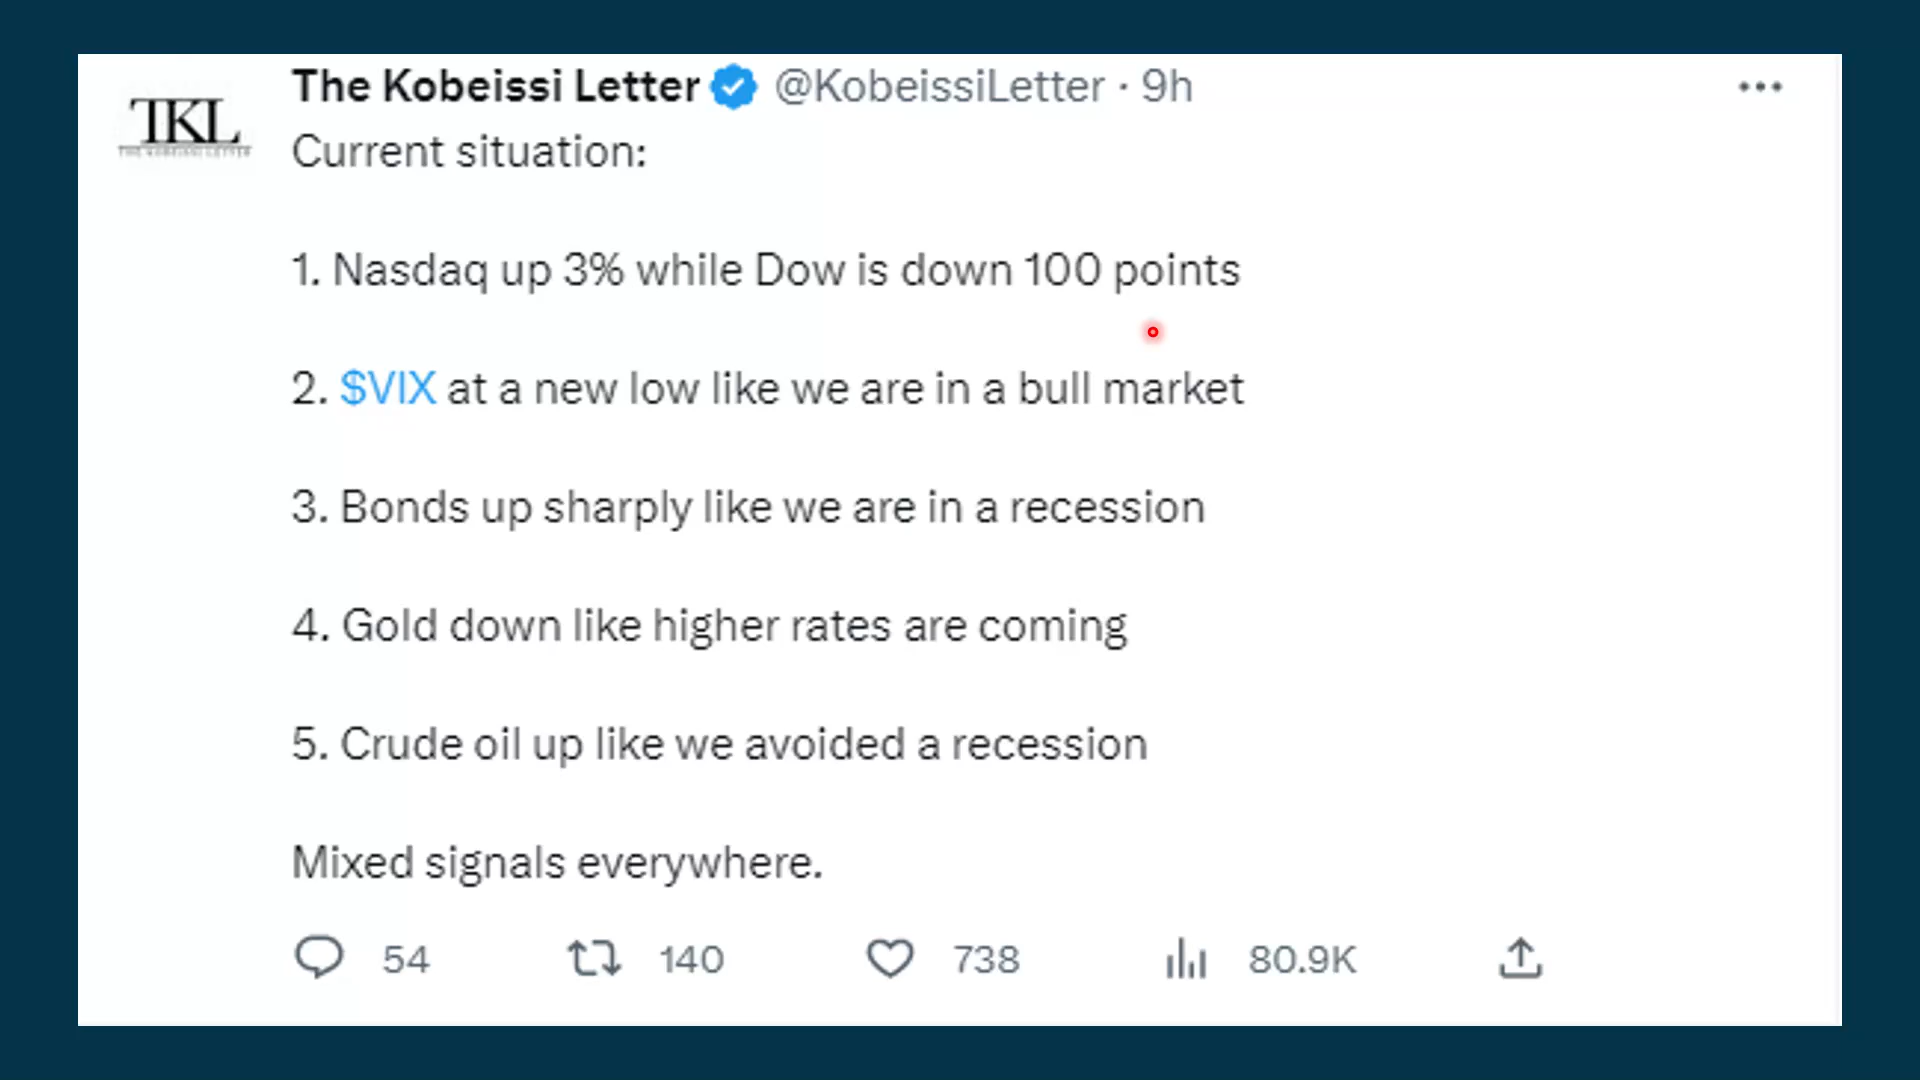 The Kobeissi Letter @KobeissiLetter · 9h
TKL
THE KOBEISSI LETTER
Current situation:
1. Nasdaq up 3% while Dow is down 100 points
2. $VIX at a new low like we are in a bull market
3. Bonds up sharply like we are in a recession
4. Gold down like higher rates are coming
5. Crude oil up like we avoided a recession
Mixed signals everywhere.
54 140 738 80.9K